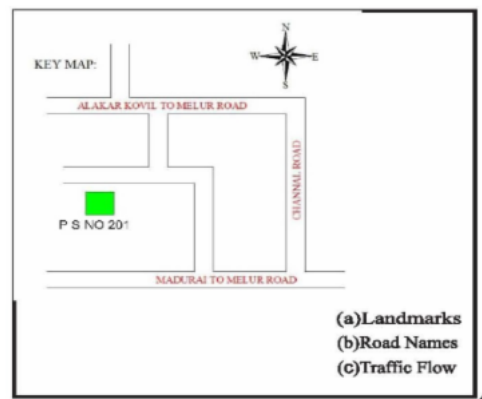 N
KEY MAP:
W E
S
ALAKAR KOVIL TO MELUR ROAD
CHANNAL ROAD
P S NO 201
MADURAI TO MELUR ROAD
(a)Landmarks
(b)Road Names
(c)Traffic Flow